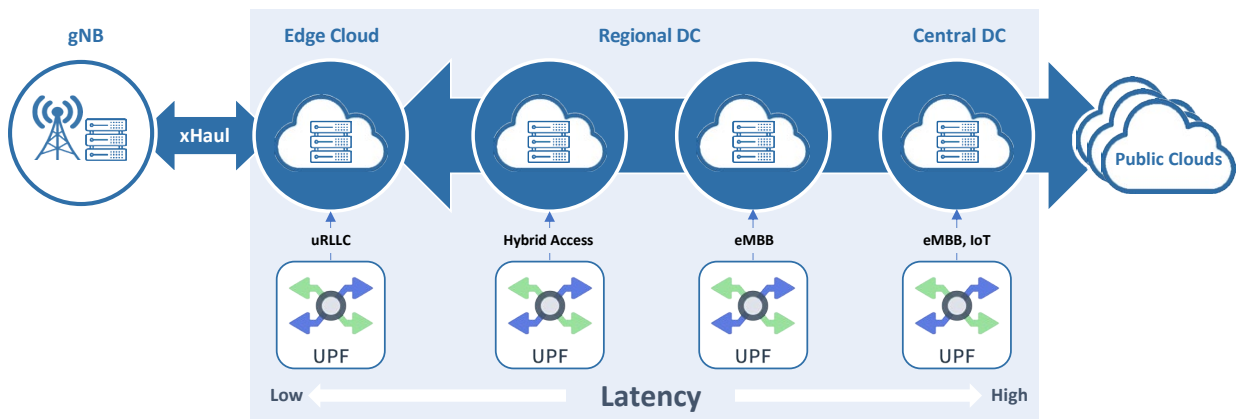 gNB
Edge Cloud
Regional DC
Central DC
xHaul
Public Clouds
uRLLC
Hybrid Access
eMBB
eMBB, IoT
UPF
UPF
UPF
UPF
Low
Latency
High